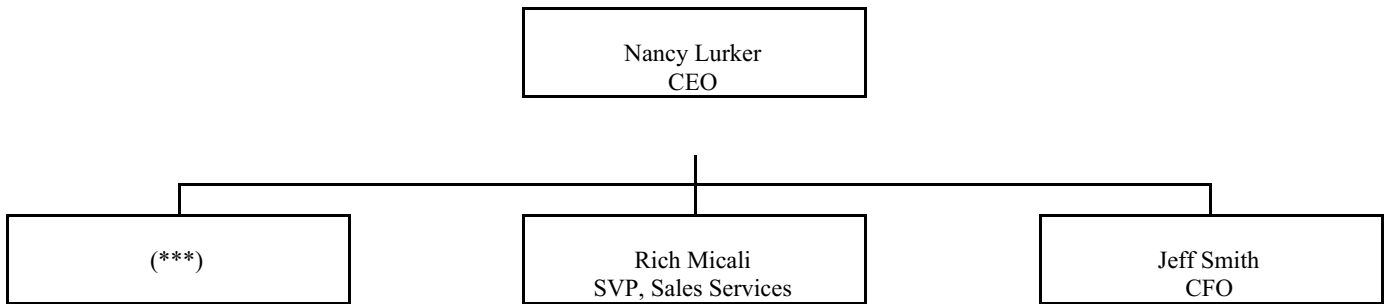 Nancy Lurker
CEO
(***)
Rich Micali
SVP, Sales Services
Jeff Smith
CFO